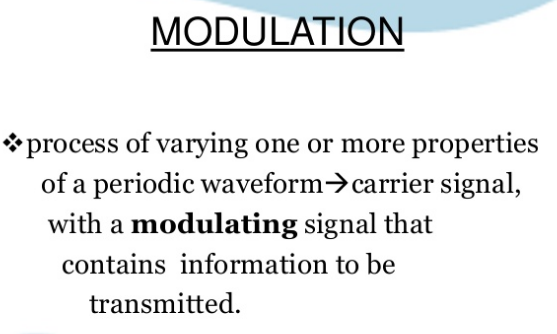 MODULATION
❖process of varying one or more properties
of a periodic waveform→carrier signal,
with a modulating signal that
contains information to be
transmitted.